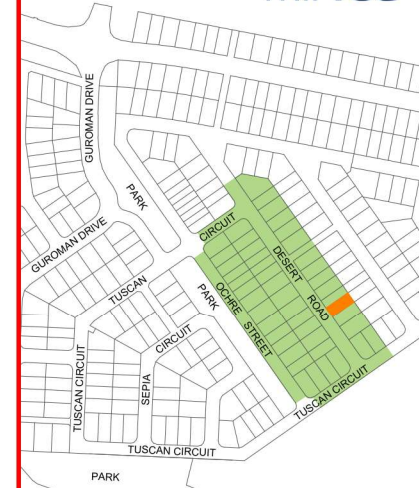 GUROMAN DRIVE
PARK
CIRCUIT
GUROMAN DRIVE
DESERT
ROAD
TUSCAN
PARK
OCHRE STREET
CIRCUIT
TUSCAN CIRCUIT
SEPIA
TUSCAN CIRCUIT
TUSCAN CIRCUIT
PARK